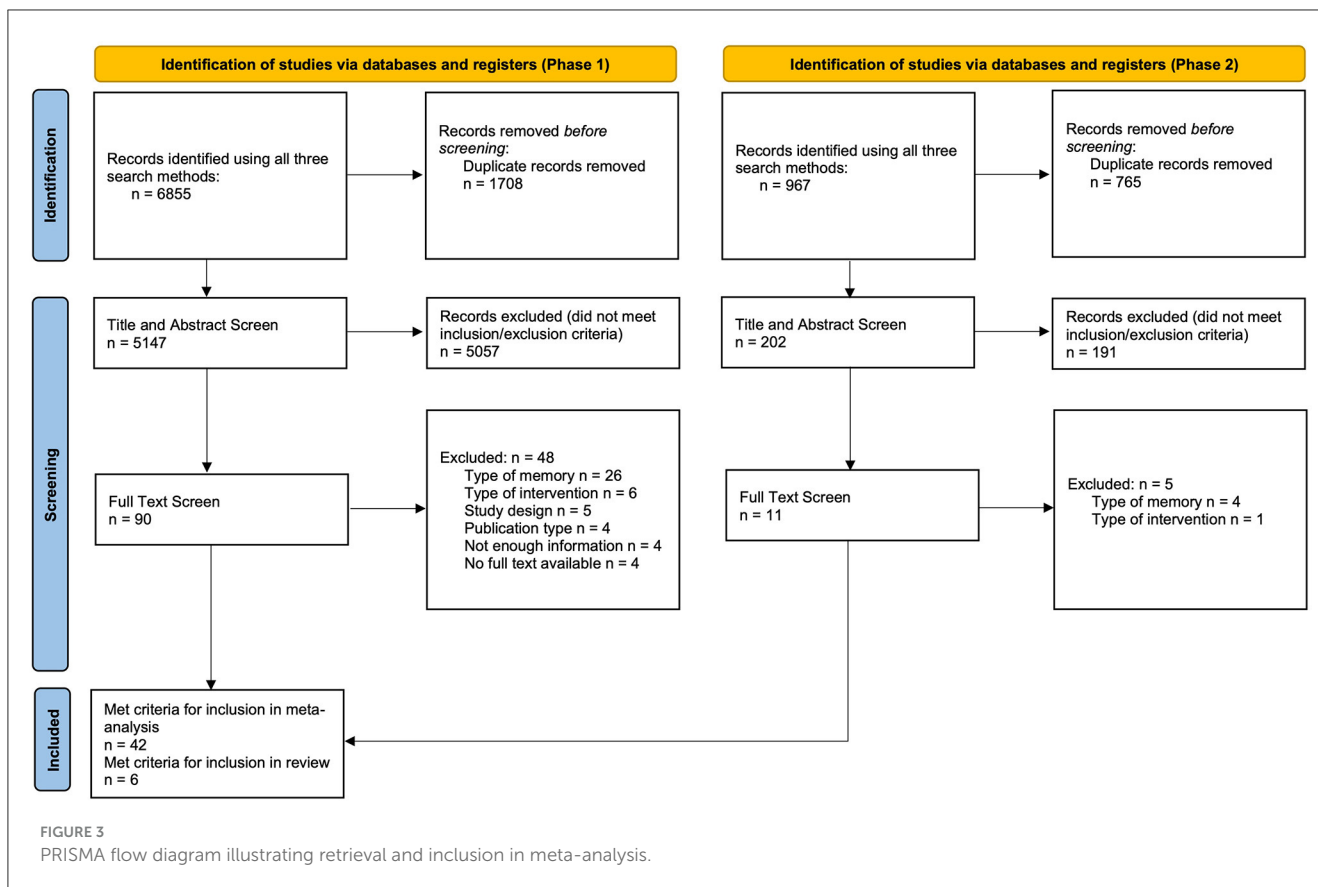 Identification of studies via databases and registers (Phase 1)
Identification of studies via databases and registers (Phase 2)
Identification
Records identified using all three
search methods:
n = 6855
Records removed before
screening:
Duplicate records removed
n = 1708
Records identified using all three
search methods:
n = 967
Records removed before
screening:
Duplicate records removed
n = 765
Screening
Title and Abstract Screen
n = 5147
Records excluded (did not meet
inclusion/exclusion criteria)
n = 5057
Title and Abstract Screen
n = 202
Records excluded (did not meet
inclusion/exclusion criteria)
n = 191
Full Text Screen
n = 90
Excluded: n = 48
Type of memory n = 26
Type of intervention n = 6
Study design n = 5
Publication type n = 4
Not enough information n = 4
No full text available n = 4
Full Text Screen
n = 11
Excluded: n = 5
Type of memory n = 4
Type of intervention n = 1
Included
Met criteria for inclusion in meta-
analysis
n = 42
Met criteria for inclusion in review
n = 6
FIGURE 3
PRISMA flow diagram illustrating retrieval and inclusion in meta-analysis.